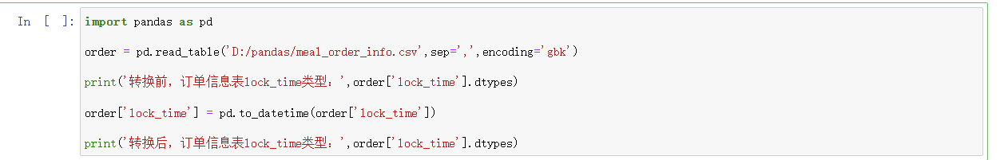 In [ ]: import pandas as pd
order = pd.read_table('D:/pandas/meal_order_info.csv',sep=',',encoding='gbk')
print('转换前，订单信息表lock_time类型：',order['lock_time'].dtypes)
order['lock_time'] = pd.to_datetime(order['lock_time'])
print('转换后，订单信息表lock_time类型：',order['lock_time'].dtypes)